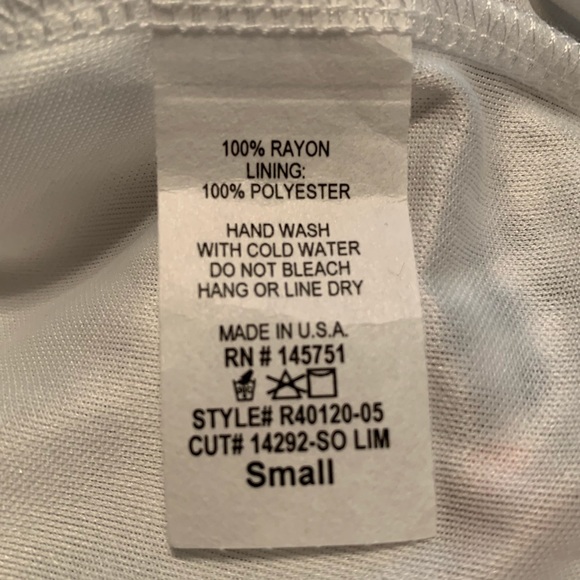 100% RAYON
LINING:
100% POLYESTER
HAND WASH
WITH COLD WATER
DO NOT BLEACH
HANG OR LINE DRY
MADE IN U.S.A.
RN # 145751
STYLE# R40120-05
CUT# 14292-SO LIM
Small